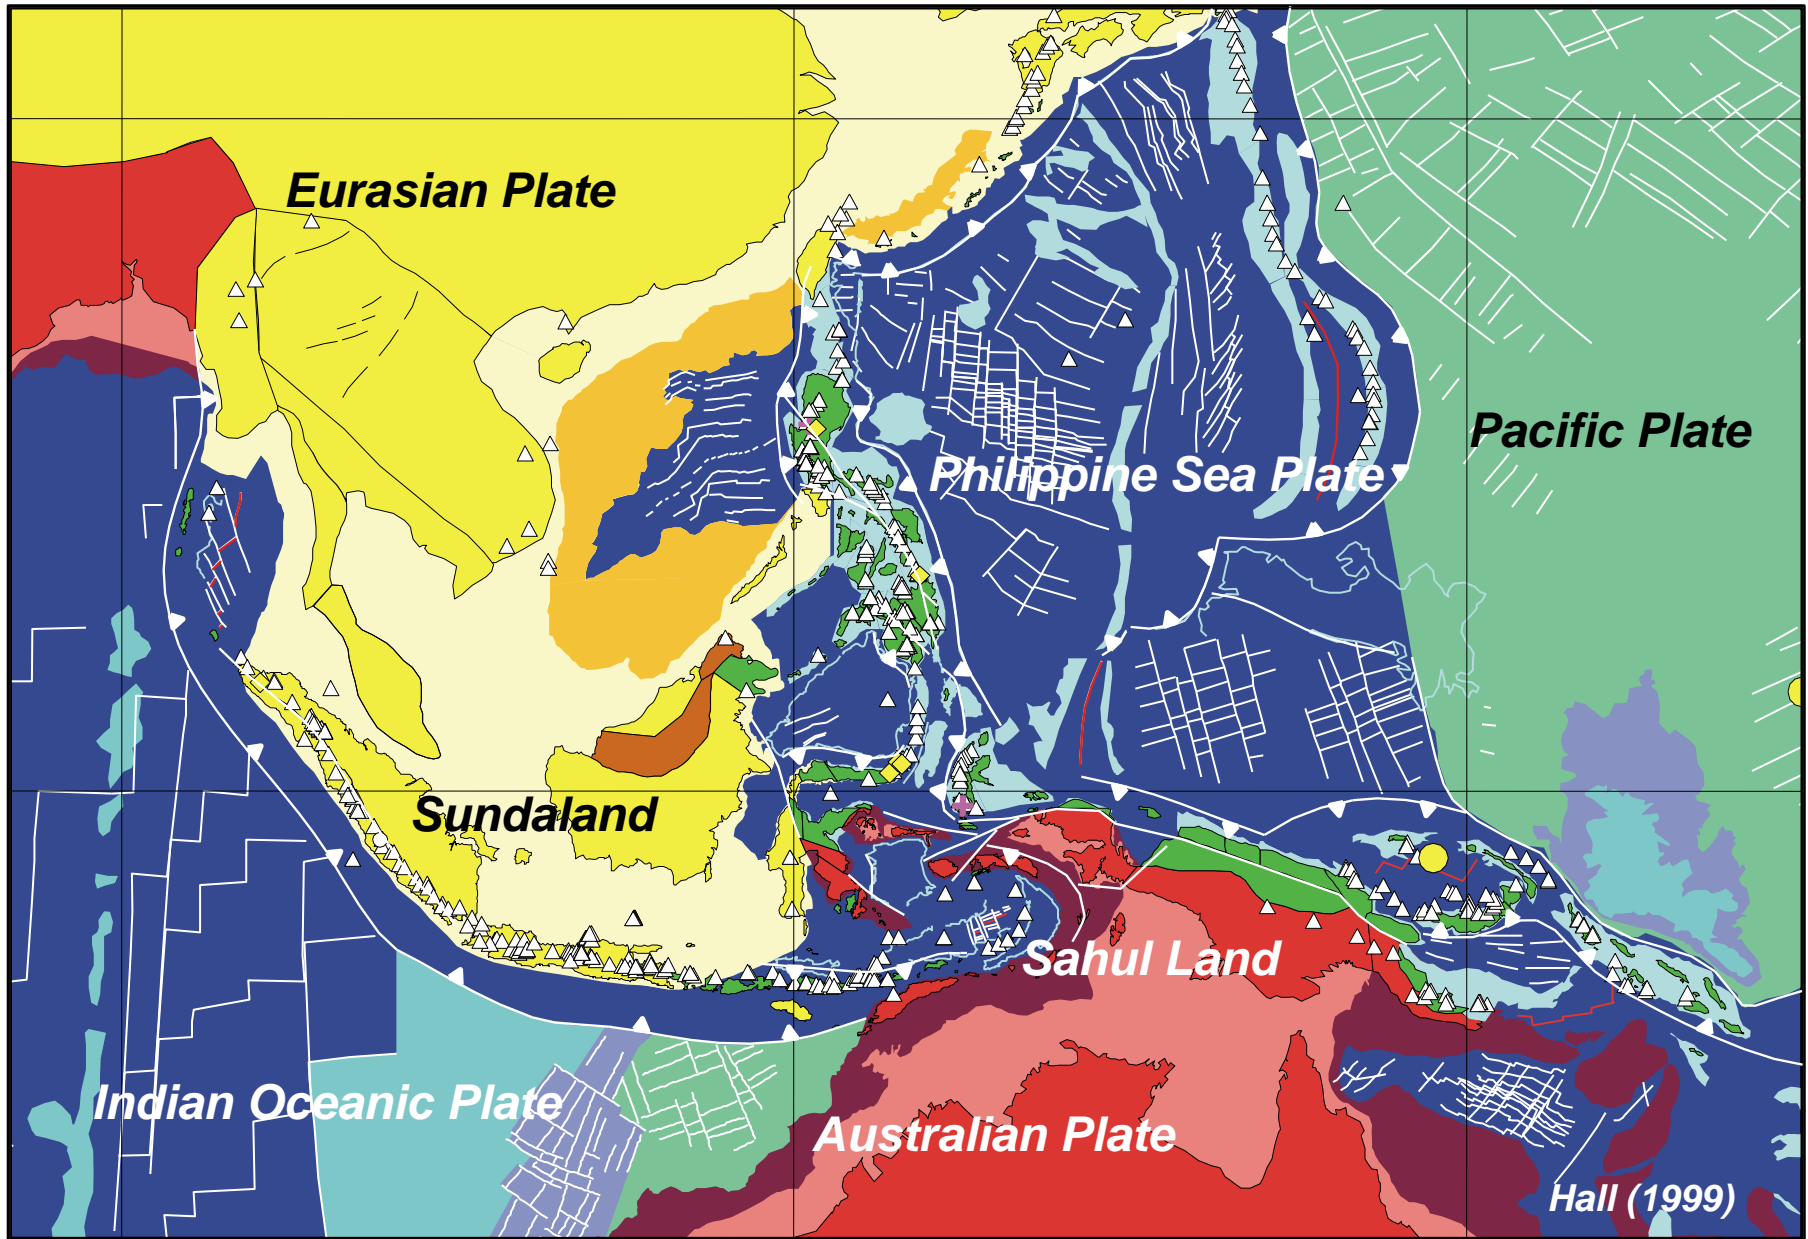 Eurasian Plate
Pacific Plate
Philippine Sea Plate
Sundaland
Sahul Land
Indian Oceanic Plate
Australian Plate
Hall (1999)